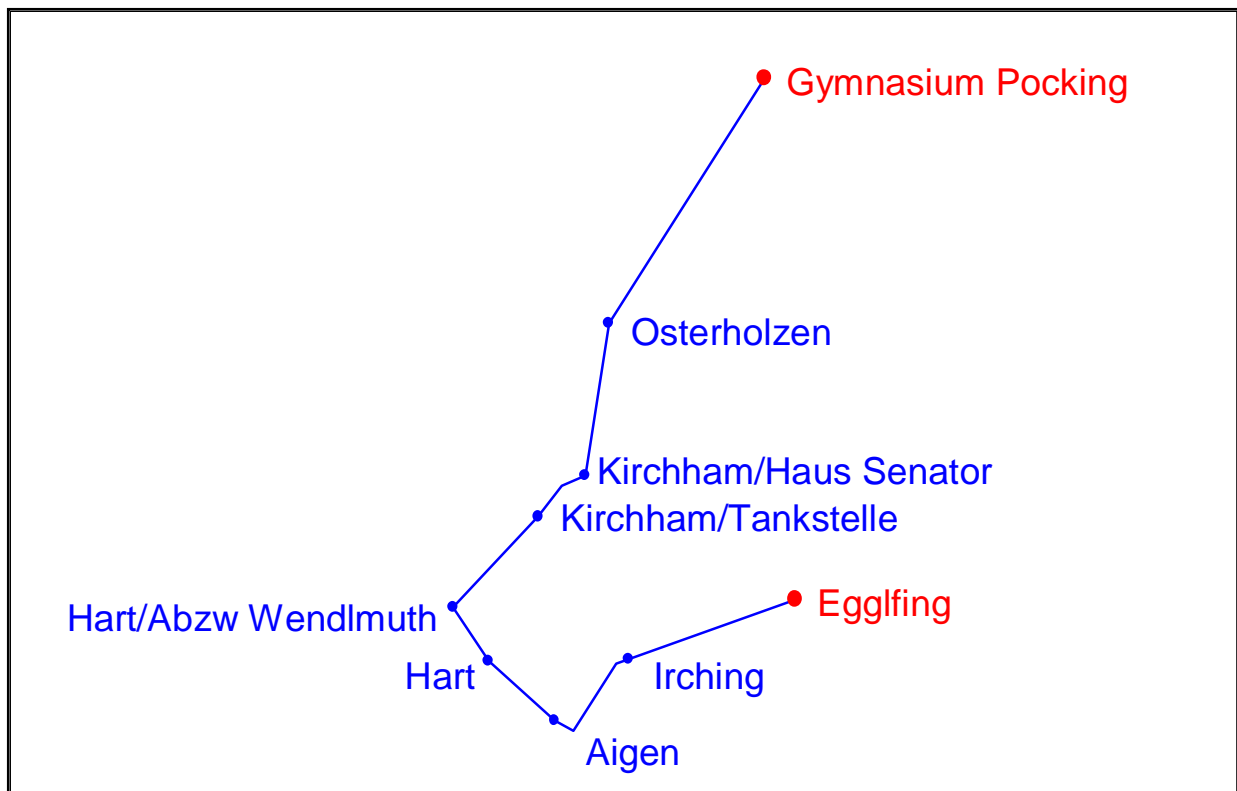 Gymnasium Pocking
Osterholzen
Kirchham/Haus Senator
Kirchham/Tankstelle
Egglfing
Hart/Abzw Wendlmuth
Hart
Irching
Aigen